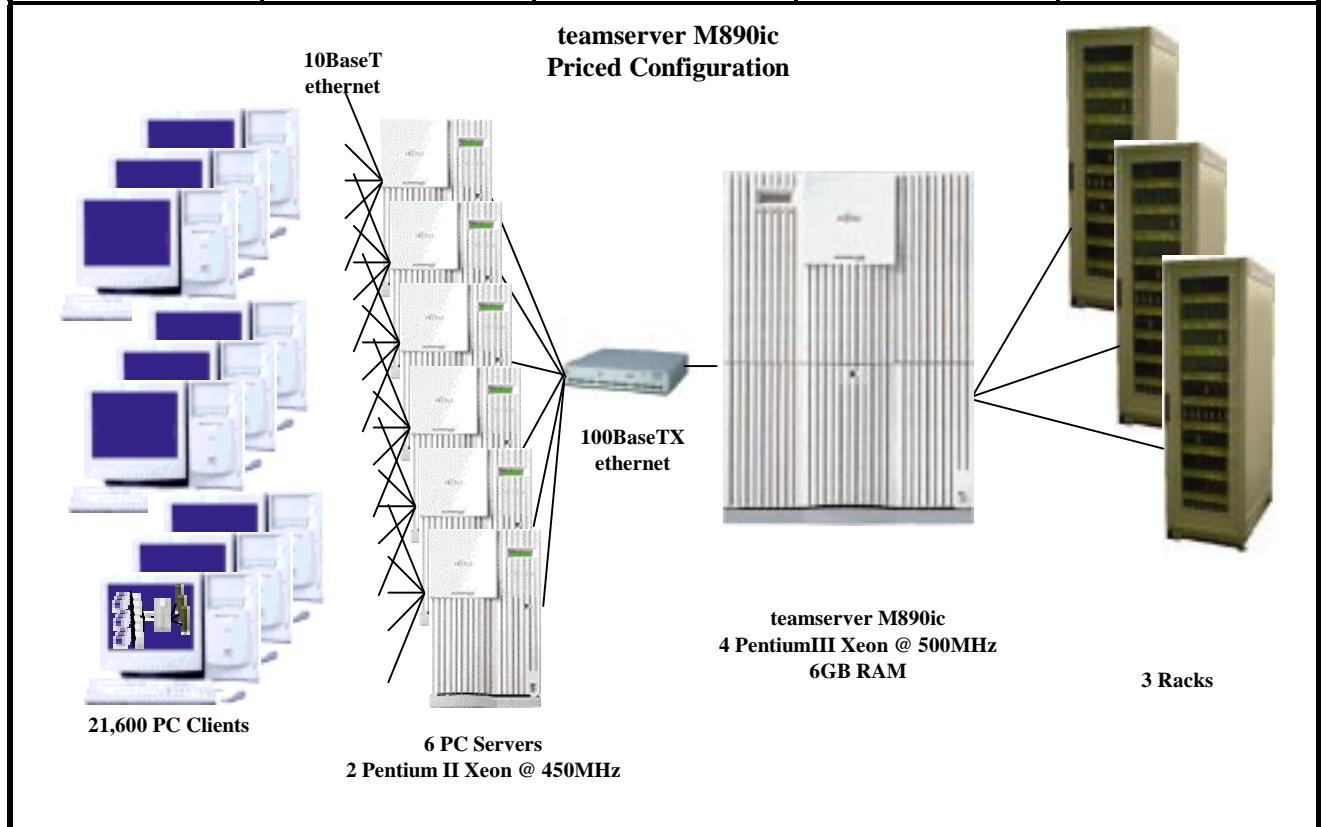 teamserver M890ic
Priced Configuration
10BaseT
ethernet
100BaseTX
ethernet
teamserver M890ic
4 PentiumIII Xeon @ 500MHz
6GB RAM
3 Racks
21,600 PC Clients
6 PC Servers
2 Pentium II Xeon @ 450MHz